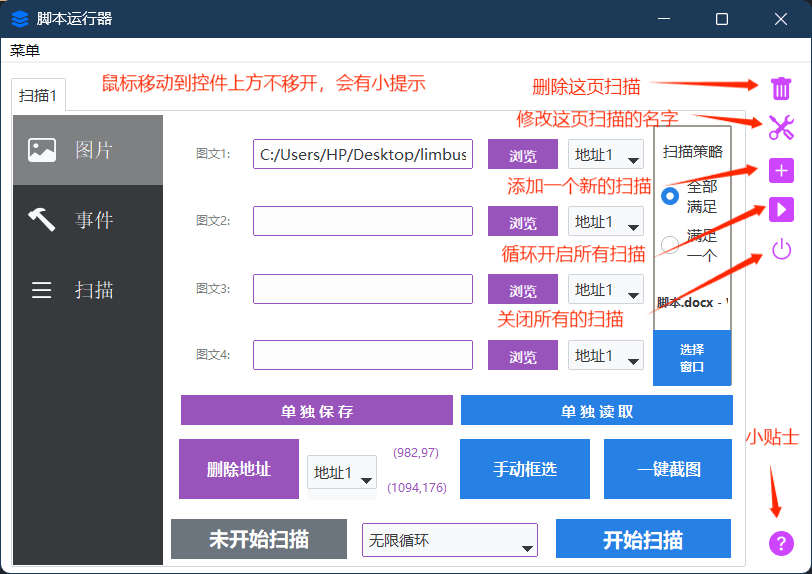 脚本运行器
菜单
扫描1
鼠标移动到控件上方不移开，会有小提示
删除这页扫描
修改这页扫描的名字
添加一个新的扫描
循环开启所有扫描
关闭所有的扫描
小贴士
图片
事件
扫描
图文1:
C:/Users/HP/Desktop/limbus
浏览
地址1
图文2:
浏览
地址1
图文3:
浏览
地址1
图文4:
浏览
地址1
扫描策略
全部
满足
满足
一个
脚本.docx -
选择
窗口
单独保存
单独读取
删除地址
地址1
(982,97)
(1094,176)
手动框选
一键截图
未开始扫描
无限循环
开始扫描
?